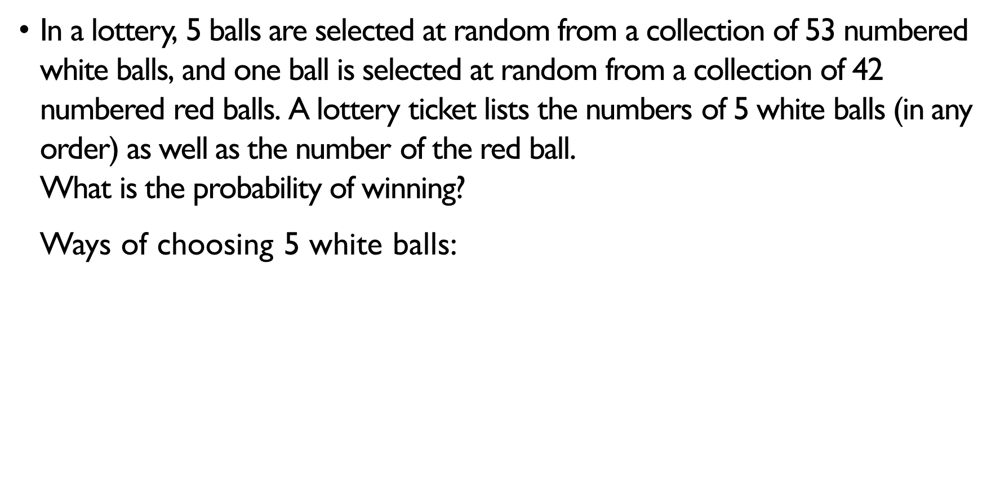 • In a lottery, 5 balls are selected at random from a collection of 53 numbered
white balls, and one ball is selected at random from a collection of 42
numbered red balls. A lottery ticket lists the numbers of 5 white balls (in any
order) as well as the number of the red ball.
What is the probability of winning?
Ways of choosing 5 white balls: